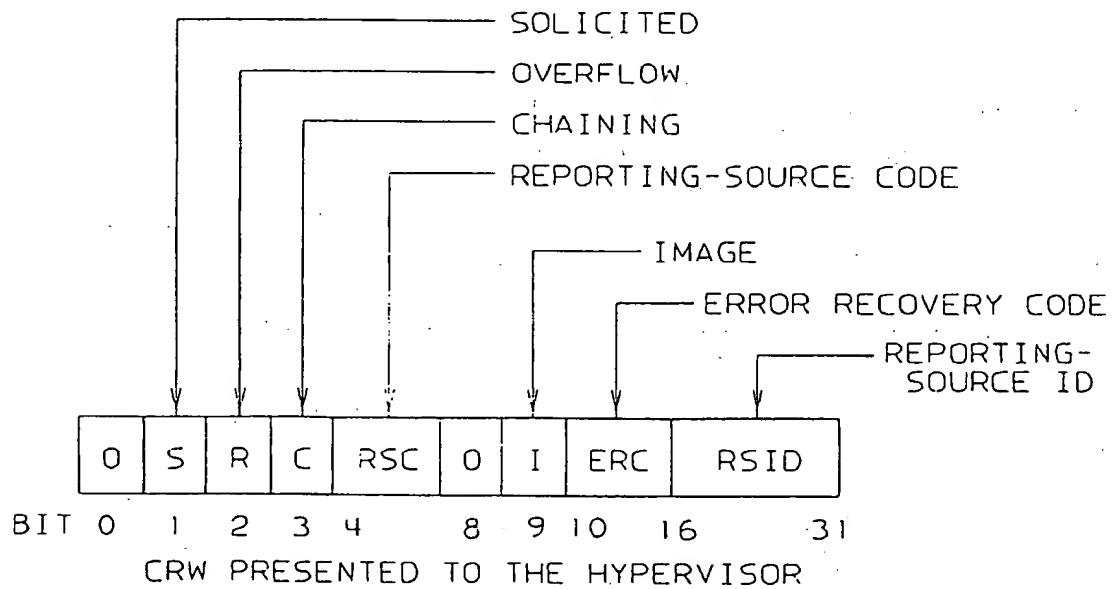 SOLICITED
OVERFLOW
CHAINING
REPORTING-SOURCE CODE
IMAGE
ERROR RECOVERY CODE
REPORTING-
SOURCE ID
0 S R C RSC 0 I ERC RSID
BIT 0 1 2 3 4 8 9 10 16 31
CRW PRESENTED TO THE HYPERVISOR